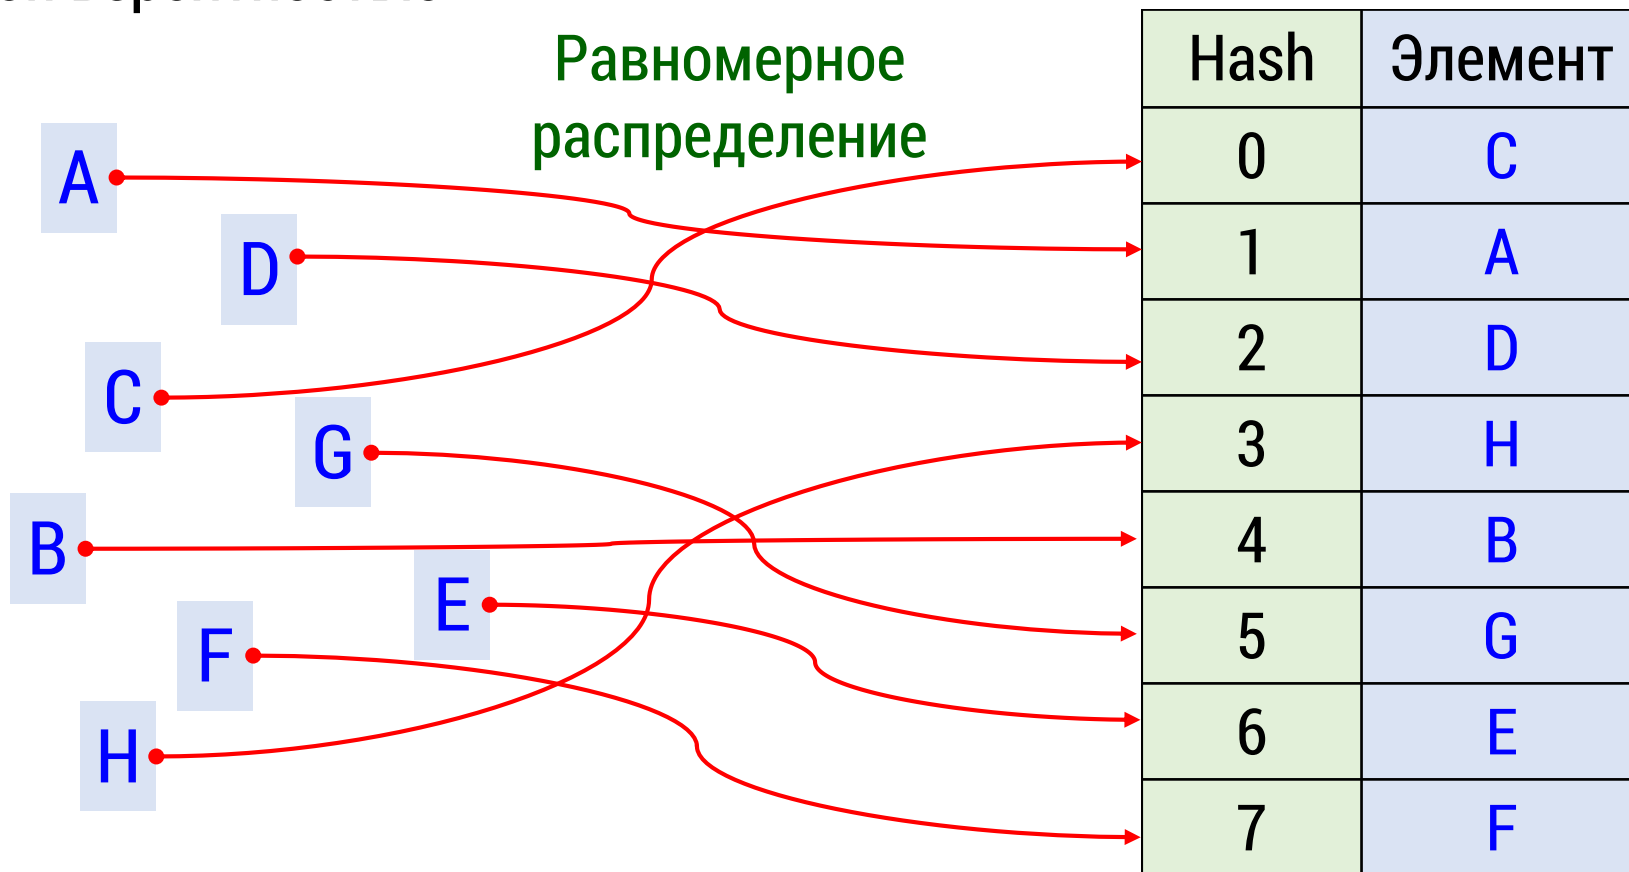 Равномерное
распределение
A
D
C
G
B
E
F
H
Hash Элемент
0 C
1 A
2 D
3 H
4 B
5 G
6 E
7 F